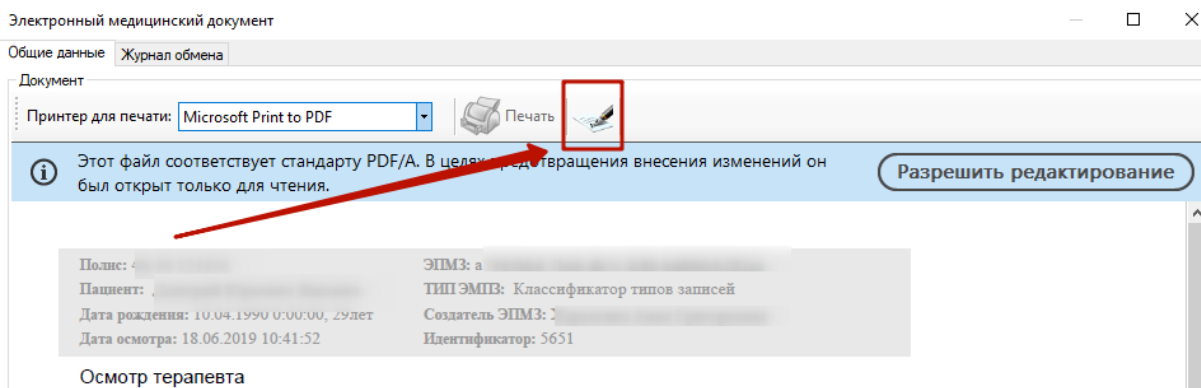 Электронный медицинский документ
Общие данные Журнал обмена
Документ
Принтер для печати: Microsoft Print to PDF Печать
Этот файл соответствует стандарту PDF/A. В целях предотвращения внесения изменений он
был открыт только для чтения.
Разрешить редактирование
Полис: ЭПМЗ: а
Пациент: ТИП ЭМПЗ: Классификатор типов записей
Дата рождения: 10.04.1990 0:00:00, 29лет Создатель ЭПМЗ:
Дата осмотра: 18.06.2019 10:41:52 Идентификатор: 5651
Осмотр терапевта